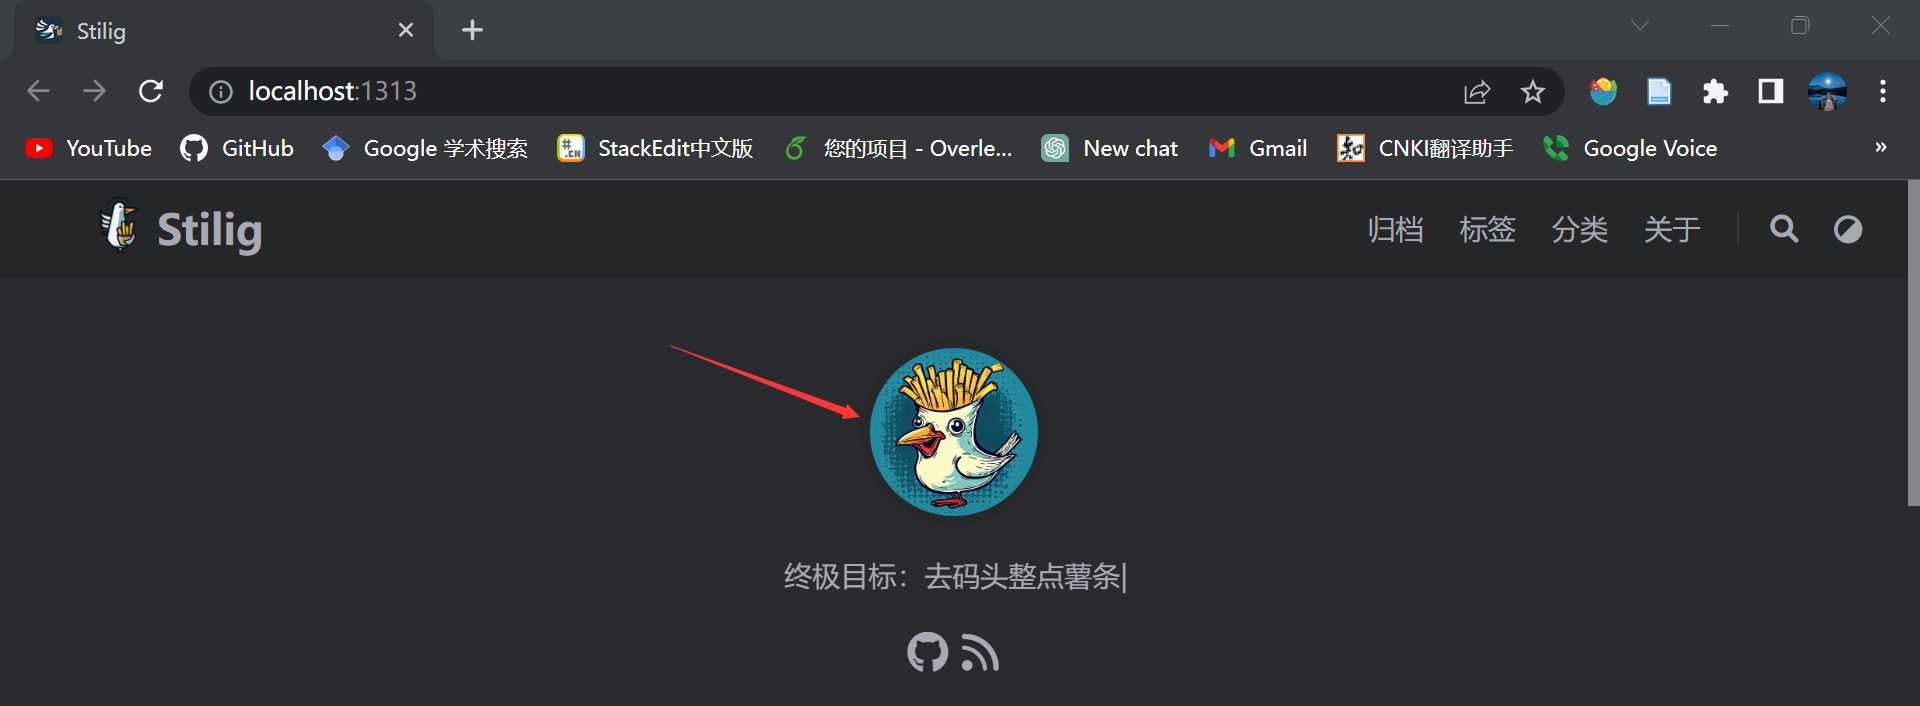 Stilig
localhost:1313
YouTube GitHub Google 学术搜索 StackEdit中文版 您的项目 - Overle... New chat Gmail CNKI翻译助手 Google Voice »
Stilig 归档 标签 分类 关于
终极目标：去码头整点薯条|